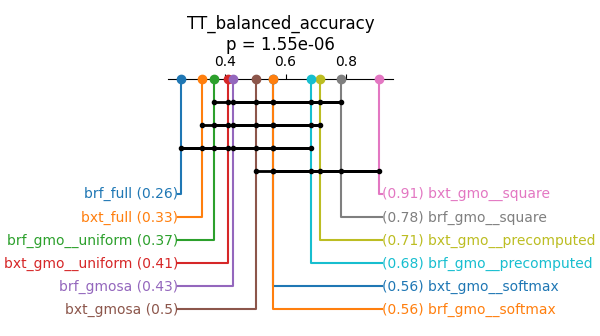 TT_balanced_accuracy
p = 1.55e-06
0.4 0.6 0.8
brf_full (0.26) (0.91) bxt_gmo__square
bxt_full (0.33) (0.78) brf_gmo__square
brf_gmo__uniform (0.37) (0.71) bxt_gmo__precomputed
bxt_gmo__uniform (0.41) (0.68) brf_gmo__precomputed
brf_gmosa (0.43) (0.56) bxt_gmo__softmax
bxt_gmosa (0.5) (0.56) brf_gmo__softmax